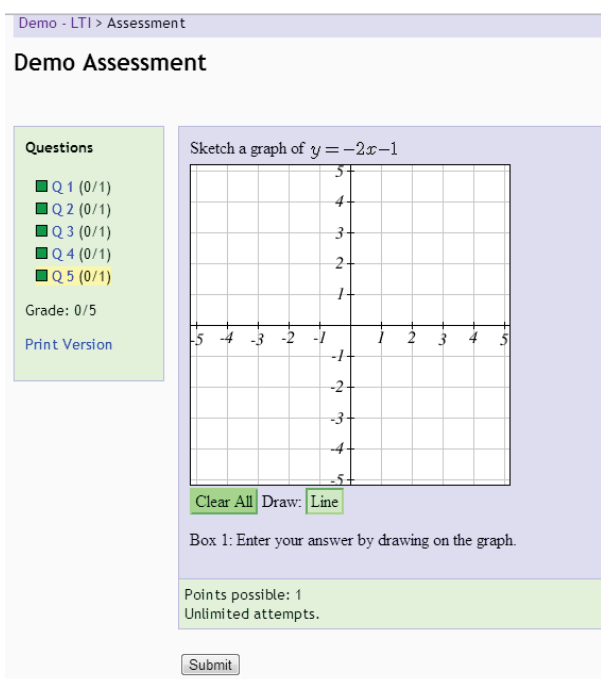 Demo - LTI > Assessment
Demo Assessment
Questions
Q 1 (0/1)
Q 2 (0/1)
Q 3 (0/1)
Q 4 (0/1)
Q 5 (0/1)
Grade: 0/5
Print Version
Sketch a graph of y = −2x−1
5
4
3
2
1
-5 -4 -3 -2 -1 1 2 3 4 5
-1
-2
-3
-4
-5
Clear All Draw: Line
Box 1: Enter your answer by drawing on the graph.
Points possible: 1
Unlimited attempts.
Submit